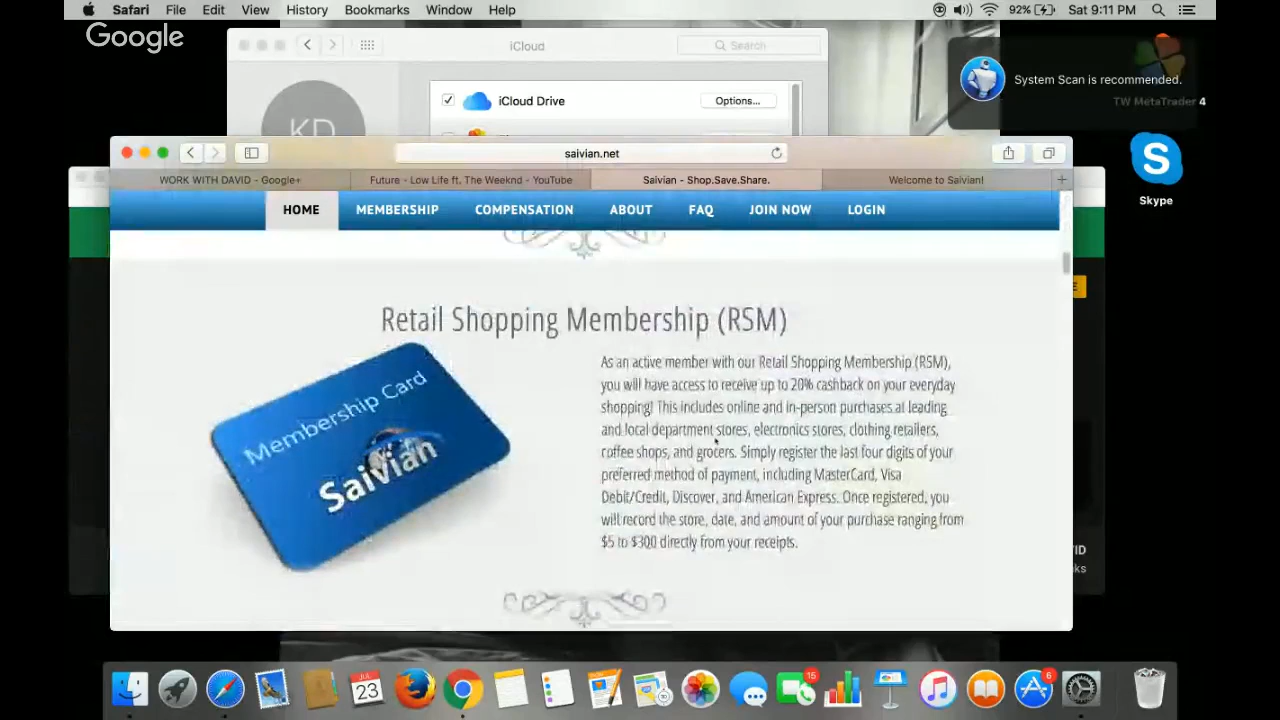 Safari File Edit View History Bookmarks Window Help 92% Sat 9:11 PM
Google
iCloud
Search
System Scan is recommended.
iCloud Drive
Options...
TW MetaTrader 4
KD
saivian.net
WORK WITH DAVID - Google+
Future - Low Life ft. The Weeknd - YouTube
Saivian - Shop.Save.Share.
Welcome to Saivian!
Skype
HOME MEMBERSHIP COMPENSATION ABOUT FAQ JOIN NOW LOGIN
Retail Shopping Membership (RSM)
Membership Card
Saivian
As an active member with our Retail Shopping Membership (RSM),
you will have access to receive up to 20% cashback on your everyday
shopping! This includes online and in-person purchases at leading
and local department stores, electronics stores, clothing retailers,
coffee shops, and grocers. Simply register the last four digits of your
preferred method of payment, including MasterCard, Visa
Debit/Credit, Discover, and American Express. Once registered, you
will record the store, date, and amount of your purchase ranging from
$5 to $300 directly from your receipts.
JUL
23
15
6